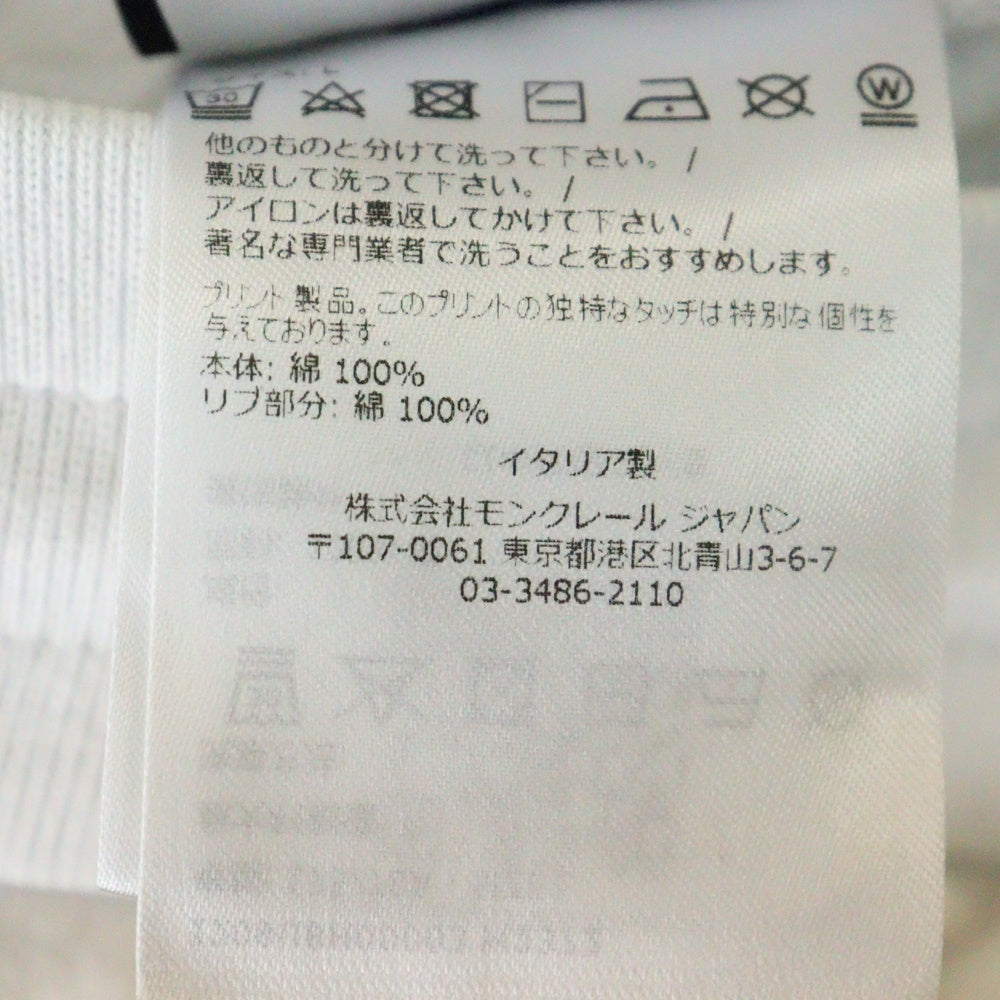 30
W
他のものと分けて洗って下さい。 /
裏返して洗って下さい。 /
アイロンは裏返してかけて下さい。 /
著名な専門業者で洗うことをおすすめします。
プリント製品。このプリントの独特なタッチは特別な個性を
与えております。
本体: 綿 100%
リブ部分: 綿 100%
イタリア製
株式会社モンクレール ジャパン
〒107-0061 東京都港区北青山3-6-7
03-3486-2110